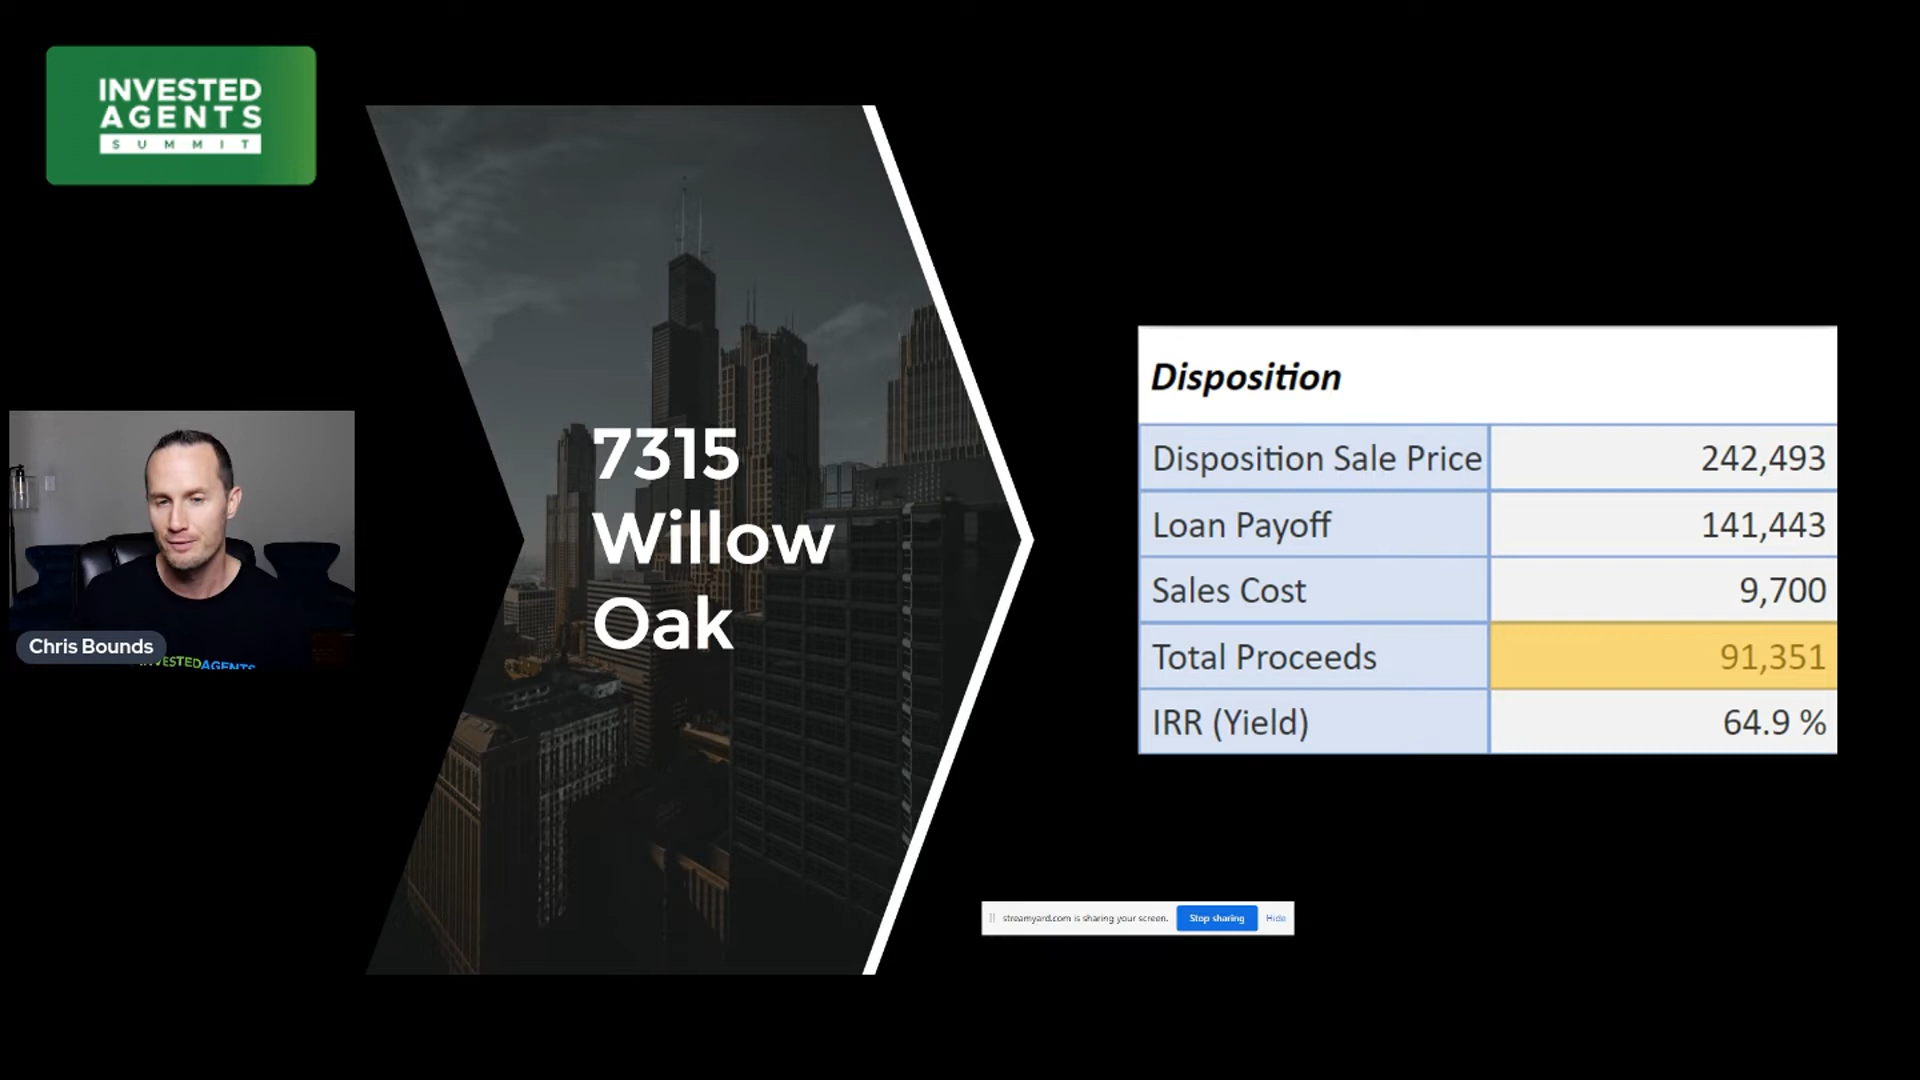 INVESTED
AGENTS
SUMMIT
7315
Willow
Oak
Disposition
Disposition Sale Price 242,493
Loan Payoff 141,443
Sales Cost 9,700
Total Proceeds 91,351
IRR (Yield) 64.9 %
Chris Bounds
INVESTEDAGENTS
streamyard.com is sharing your screen. Stop sharing Hide